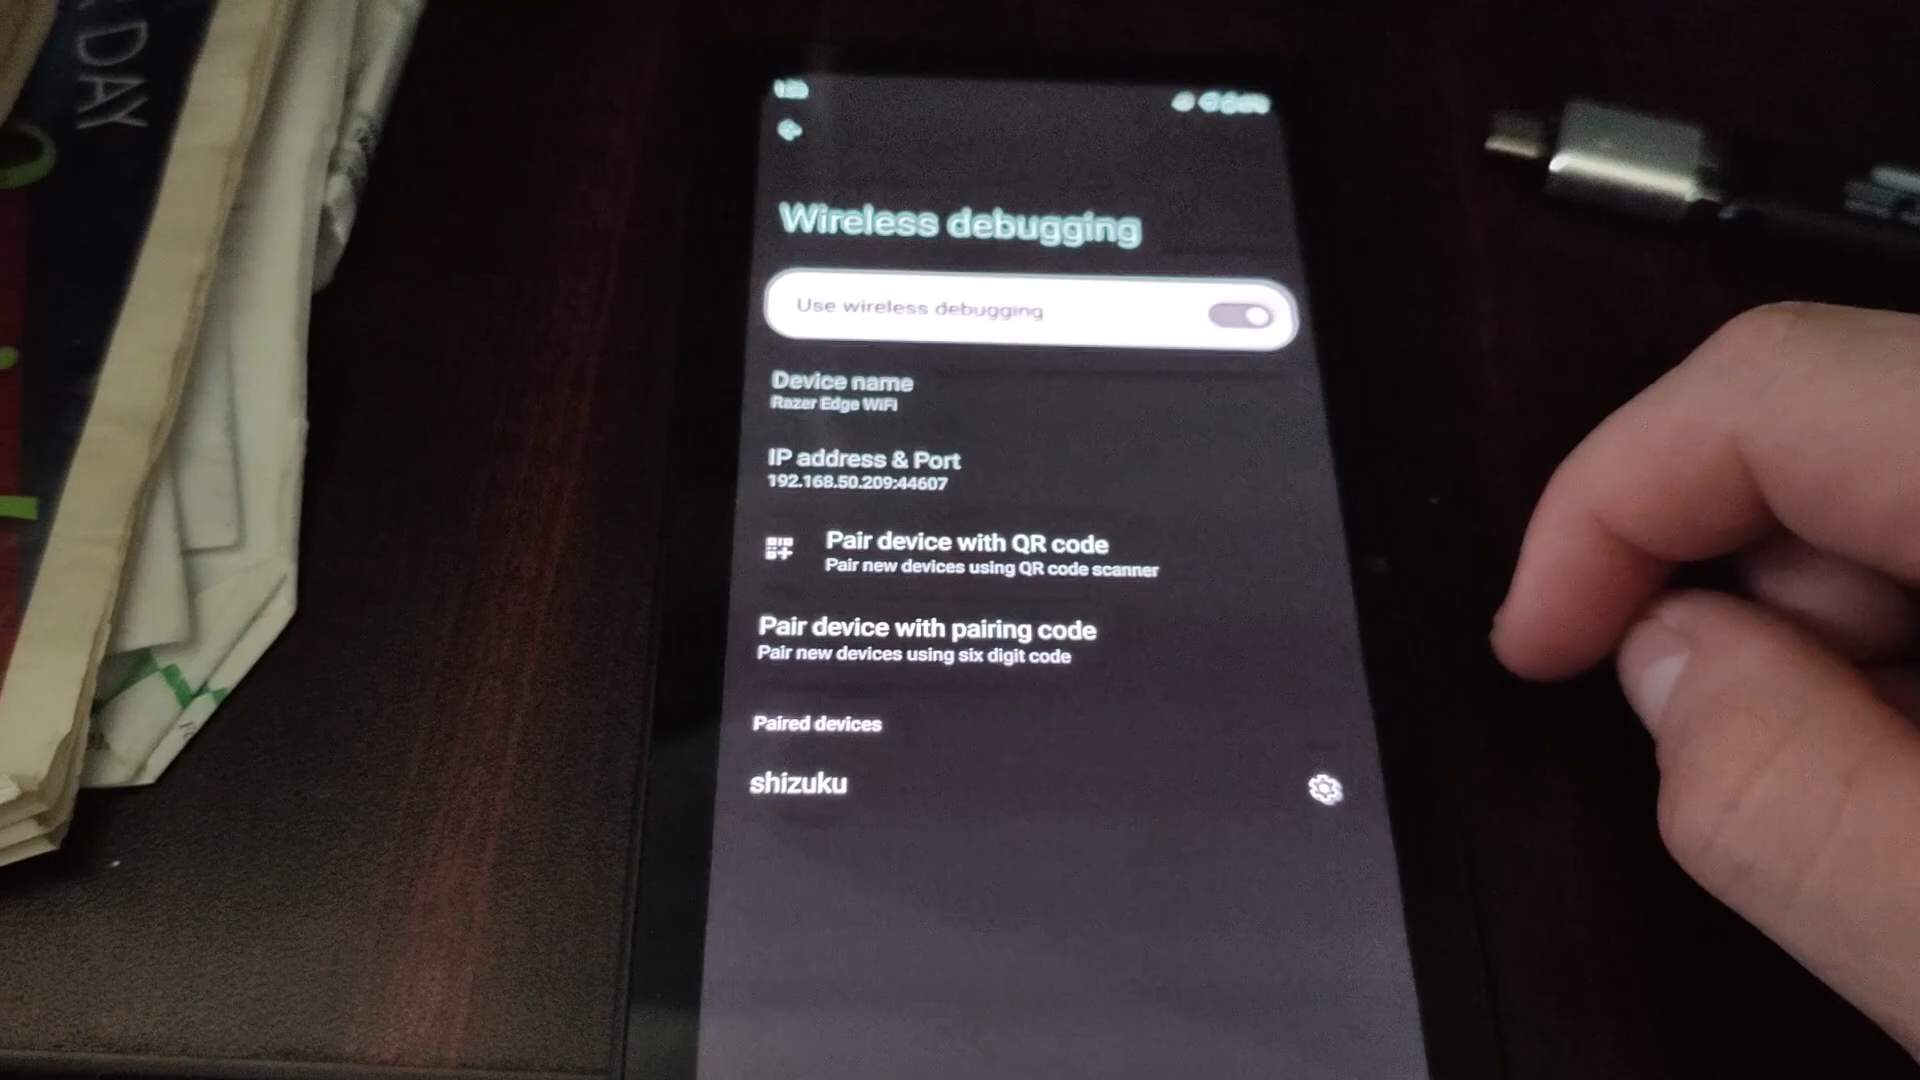 DAY
Wireless debugging
Use wireless debugging
Device name
Razer Edge WiFi
IP address & Port
192.168.50.209:44607
Pair device with QR code
Pair new devices using QR code scanner
Pair device with pairing code
Pair new devices using six digit code
Paired devices
shizuku